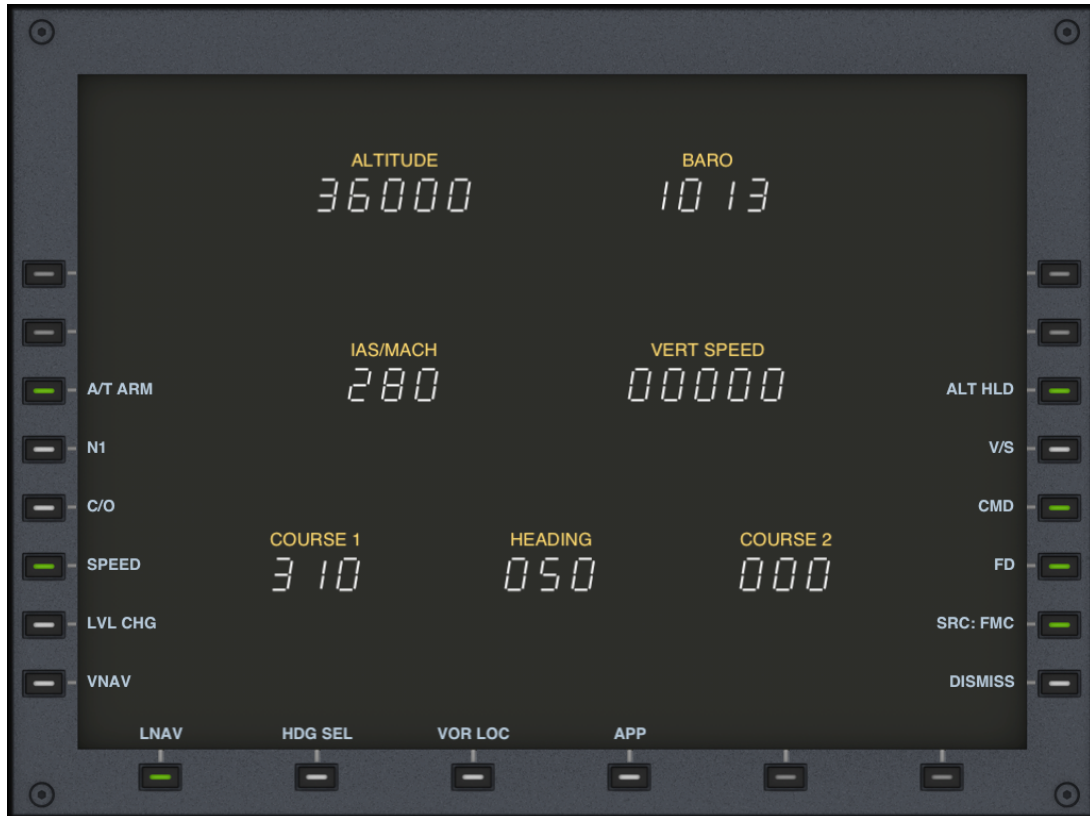 ALTITUDE BARO
36000 1013
IAS/MACH VERT SPEED
280 00000
A/T ARM ALT HLD
N1 V/S
C/O CMD
COURSE 1 HEADING COURSE 2
310 050 000
SPEED FD
LVL CHG SRC: FMC
VNAV DISMISS
LNAV HDG SEL VOR LOC APP